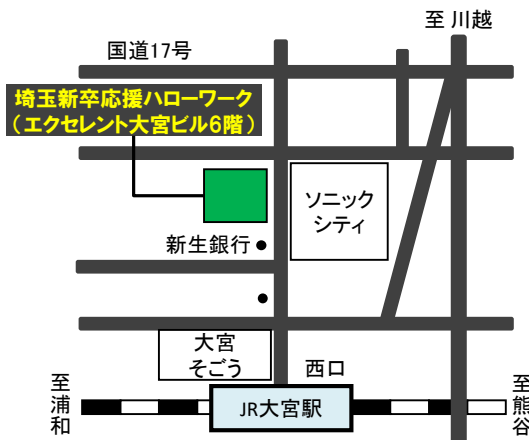 至 川越
国道17号
埼玉新卒応援ハローワーク
（エクセレント大宮ビル6階）
ソニック
シティ
新生銀行
大宮
そごう
西口
至浦和
JR大宮駅
至熊谷